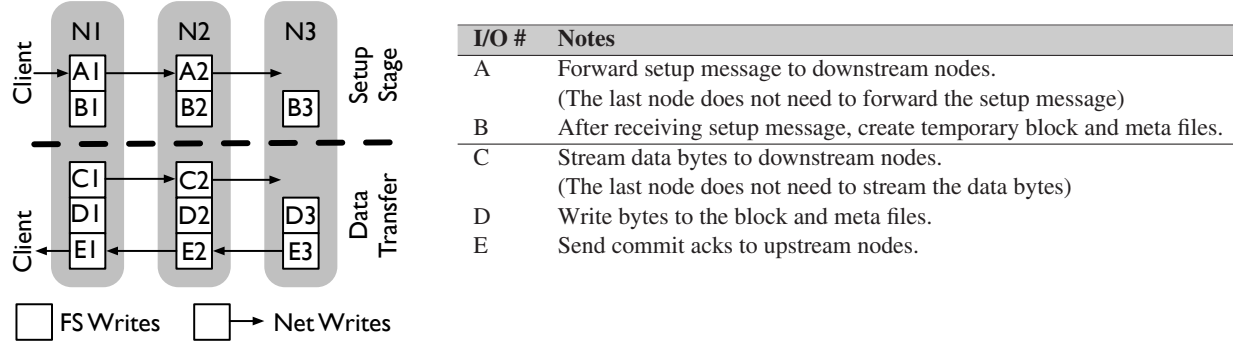 N1 N2 N3
Client
A1 A2
B1 B2 B3
Setup
Stage
C1 C2
D1 D2 D3
Client
E1 E2 E3
Data
Transfer
FS Writes Net Writes
I/O # Notes
A Forward setup message to downstream nodes.
(The last node does not need to forward the setup message)
B After receiving setup message, create temporary block and meta files.
C Stream data bytes to downstream nodes.
(The last node does not need to stream the data bytes)
D Write bytes to the block and meta files.
E Send commit acks to upstream nodes.